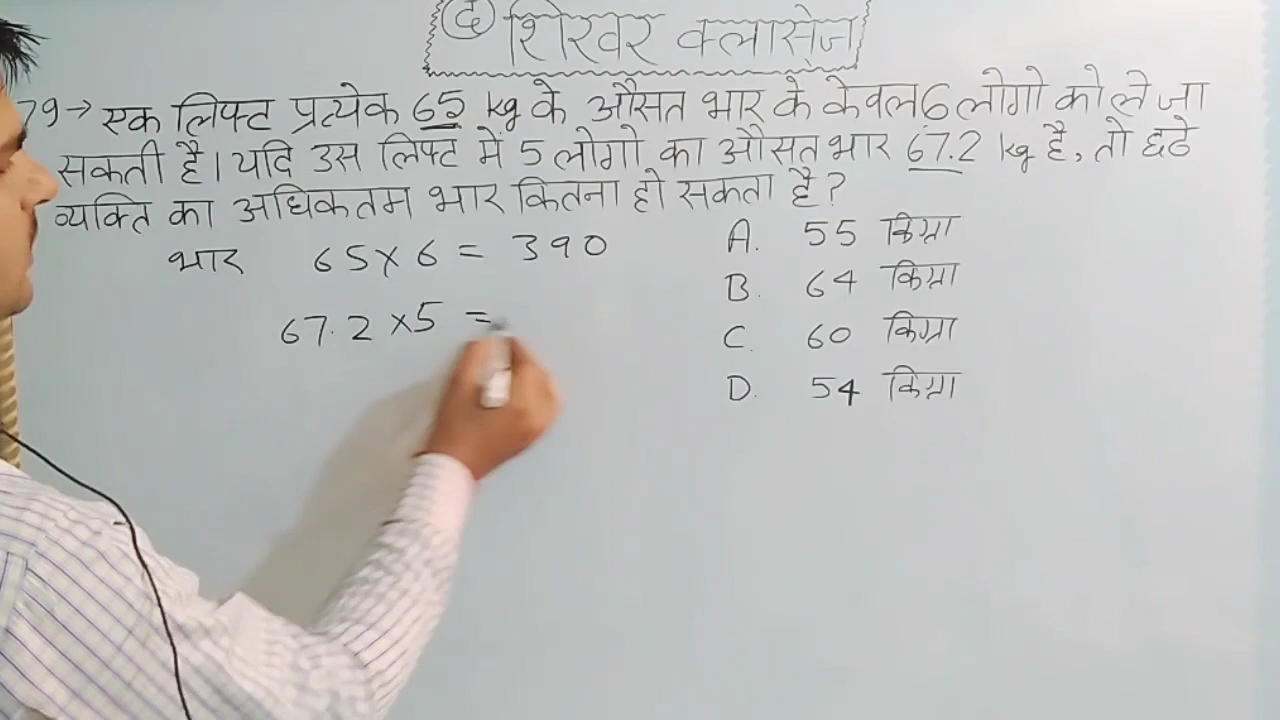 द शिखर क्लासेज
79→ एक लिफ्ट प्रत्येक 65 kg के औसत भार के केवल 6 लोगो को ले जा
सकती है। यदि उस लिफ्ट में 5 लोगो का औसत भार 67.2 kg है, तो छठे
व्यक्ति का अधिकतम भार कितना हो सकता है?
भार 65 × 6 = 390
67.2 × 5 =
A. 55 किग्रा
B. 64 किग्रा
C. 60 किग्रा
D. 54 किग्रा